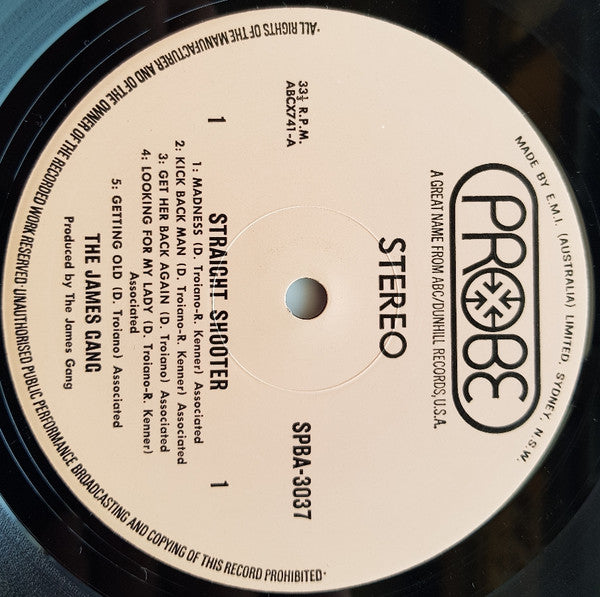 MADE BY E.M.I. (AUSTRALIA) LIMITED. SYDNEY. N.S.W.
PROBE
A GREAT NAME FROM ABC/DUNHILL RECORDS, U.S.A.
STEREO
33⅓ R.P.M.
ABCX741-A
SPBA-3037
1 STRAIGHT SHOOTER 1
1: MADNESS (D. Troiano-R. Kenner) Associated
2: KICK BACK MAN (D. Troiano-R. Kenner) Associated
3: GET HER BACK AGAIN (D. Troiano) Associated
4: LOOKING FOR MY LADY (D. Troiano-R. Kenner)
Associated
5: GETTING OLD (D. Troiano) Associated
THE JAMES GANG
Produced by The James Gang
·ALL RIGHTS OF THE MANUFACTURER AND OF THE OWNER OF THE RECORDED WORK RESERVED·UNAUTHORISED PUBLIC PERFORMANCE BROADCASTING AND COPYING OF THIS RECORD PROHIBITED·